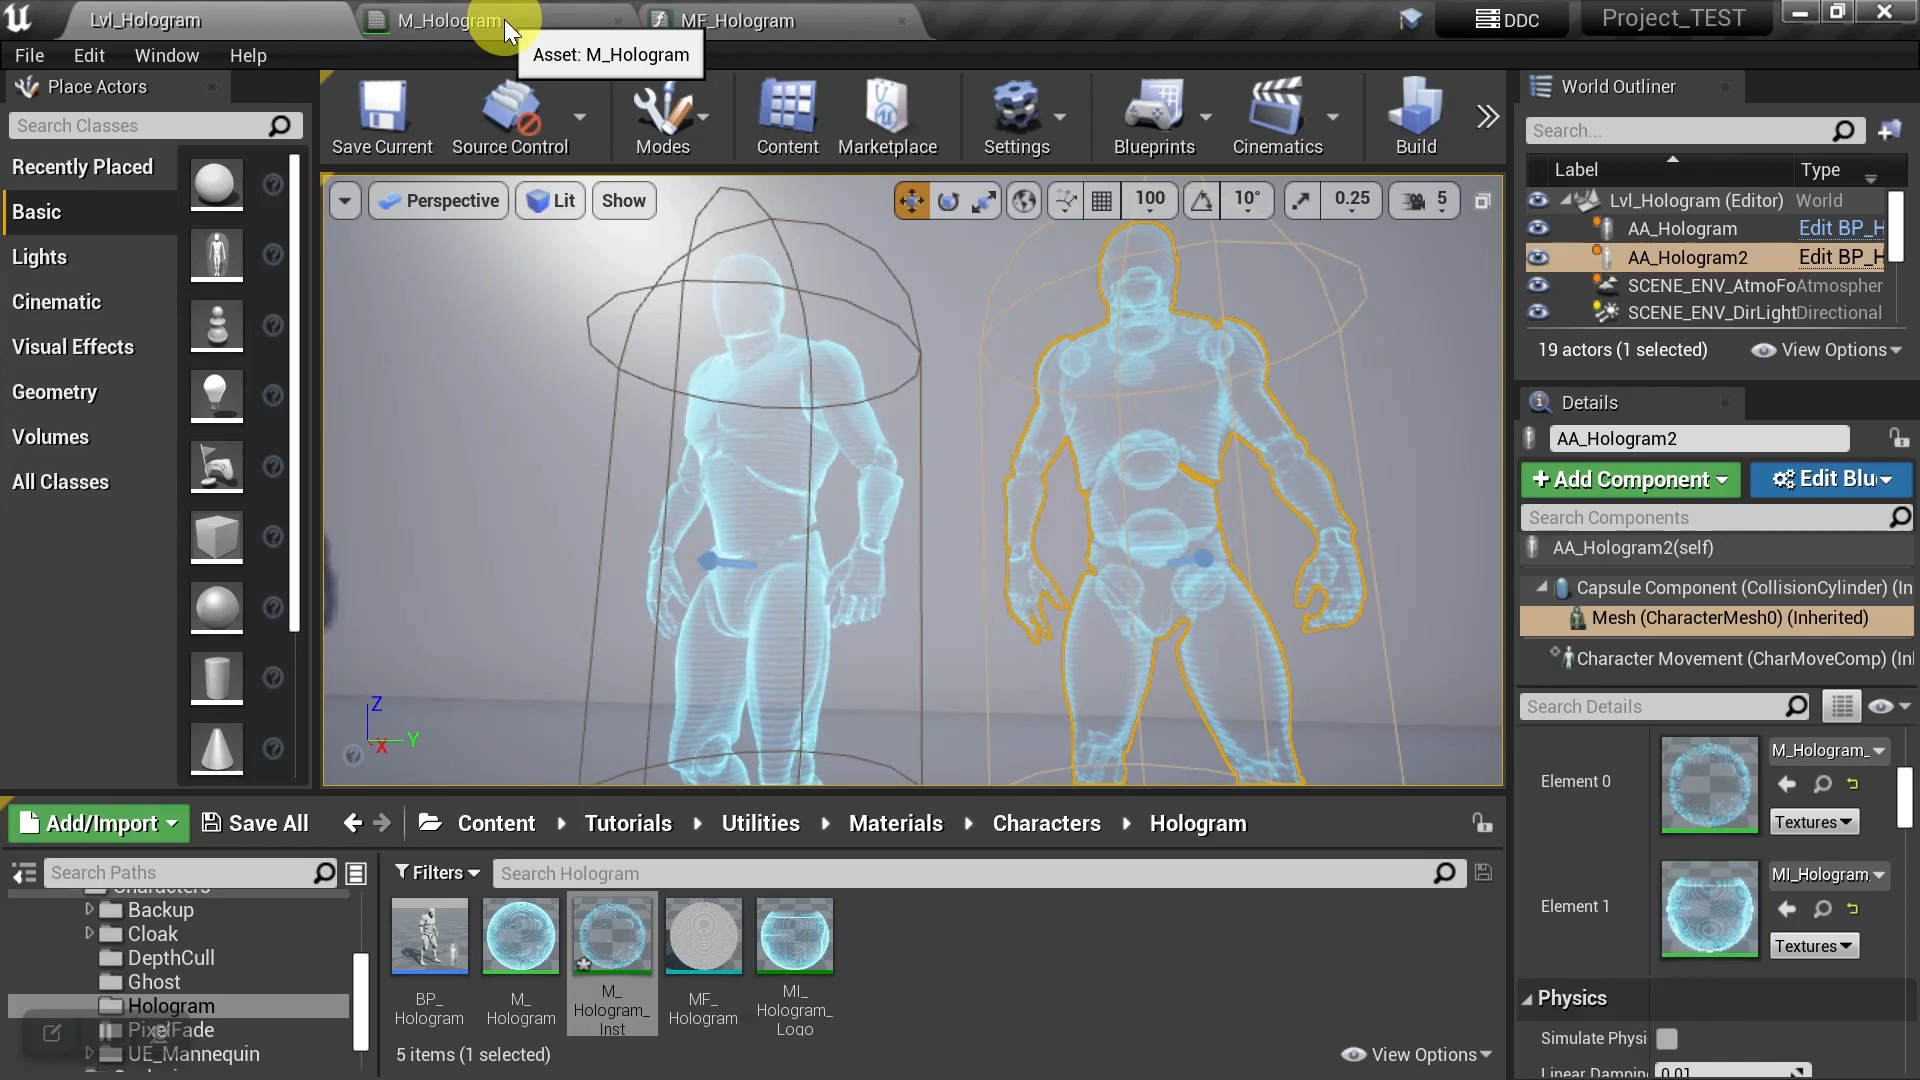 Lvl_Hologram
M_Hologram
MF_Hologram
DDC
Project_TEST
File
Edit
Window
Help
Asset: M_Hologram
Place Actors
Search Classes
Recently Placed
Basic
Lights
Cinematic
Visual Effects
Geometry
Volumes
All Classes
Save Current
Source Control
Modes
Content
Marketplace
Settings
Blueprints
Cinematics
Build
Perspective
Lit
Show
100
10°
0.25
5
Z
X
Y
World Outliner
Search...
Label
Type
Lvl_Hologram (Editor) World
AA_Hologram Edit BP_H
AA_Hologram2 Edit BP_H
SCENE_ENV_AtmoFo Atmospher
SCENE_ENV_DirLight Directional
19 actors (1 selected)
View Options
Details
AA_Hologram2
+ Add Component
Edit Blu
Search Components
AA_Hologram2(self)
Capsule Component (CollisionCylinder) (In
Mesh (CharacterMesh0) (Inherited)
Character Movement (CharMoveComp) (In
Search Details
Element 0
M_Hologram_
Textures
Element 1
MI_Hologram
Textures
Physics
Simulate Physi
Linear Damping
0.01
Add/Import
Save All
Content
Tutorials
Utilities
Materials
Characters
Hologram
Search Paths
Characters
Backup
Cloak
DepthCull
Ghost
Hologram
PixelFade
UE_Mannequin
Filters
Search Hologram
BP_
Hologram
M_
Hologram
M_
Hologram_
Inst
MF_
Hologram
MI_
Hologram_
Logo
5 items (1 selected)
View Options